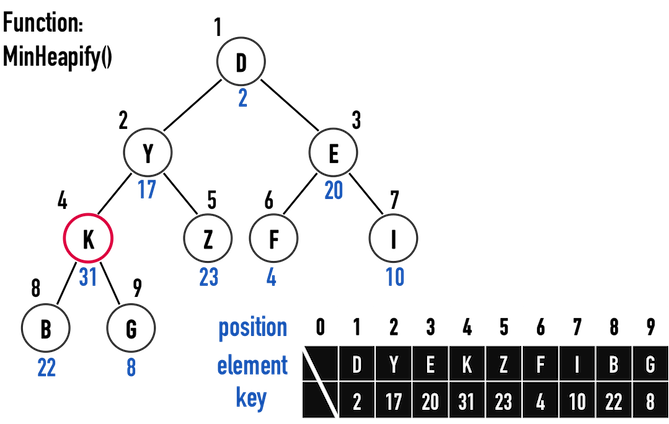 Function:
MinHeapify()
1
D
2
2
3
Y
E
17
20
4
5
6
7
K
Z
F
I
31
23
4
10
8
9
B
G
22
8
position 0 1 2 3 4 5 6 7 8 9
element D Y E K Z F I B G
key 2 17 20 31 23 4 10 22 8